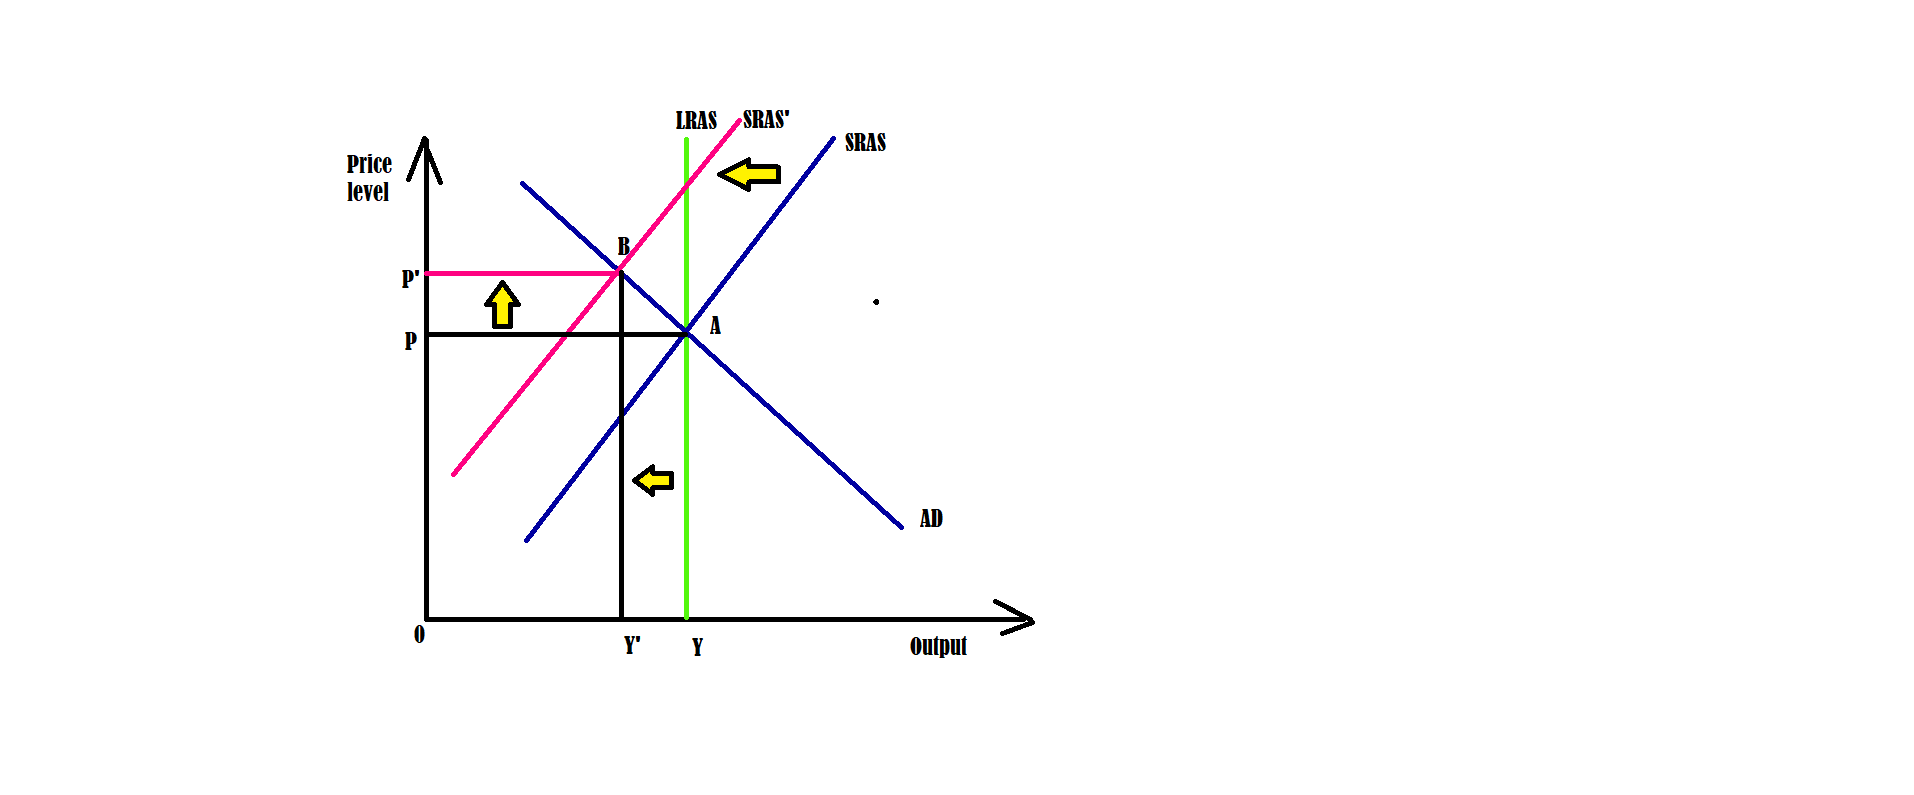 LRAS
SRAS'
SRAS
Price
level
B
P'
A
P
AD
0
Y'
Y
Output